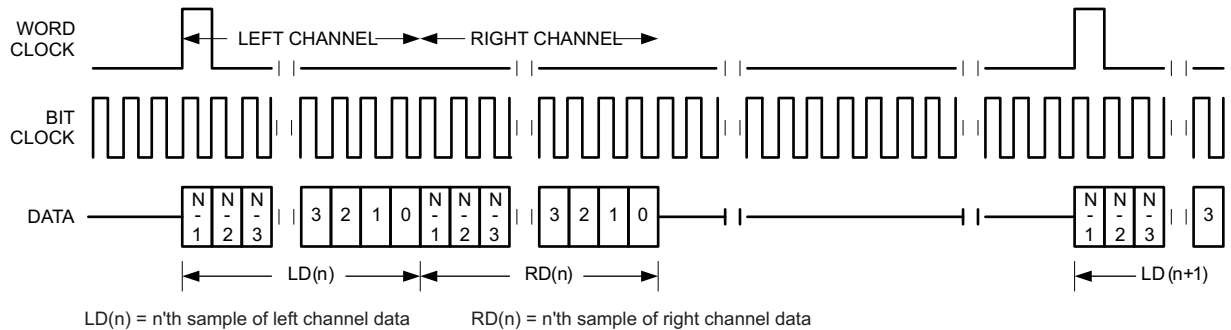 WORD
CLOCK
LEFT CHANNEL RIGHT CHANNEL
BIT
CLOCK
DATA
N-1 N-2 N-3 3 2 1 0 N-1 N-2 N-3 3 2 1 0 N-1 N-2 N-3 3
LD(n) RD(n) LD (n+1)
LD(n) = n'th sample of left channel data RD(n) = n'th sample of right channel data